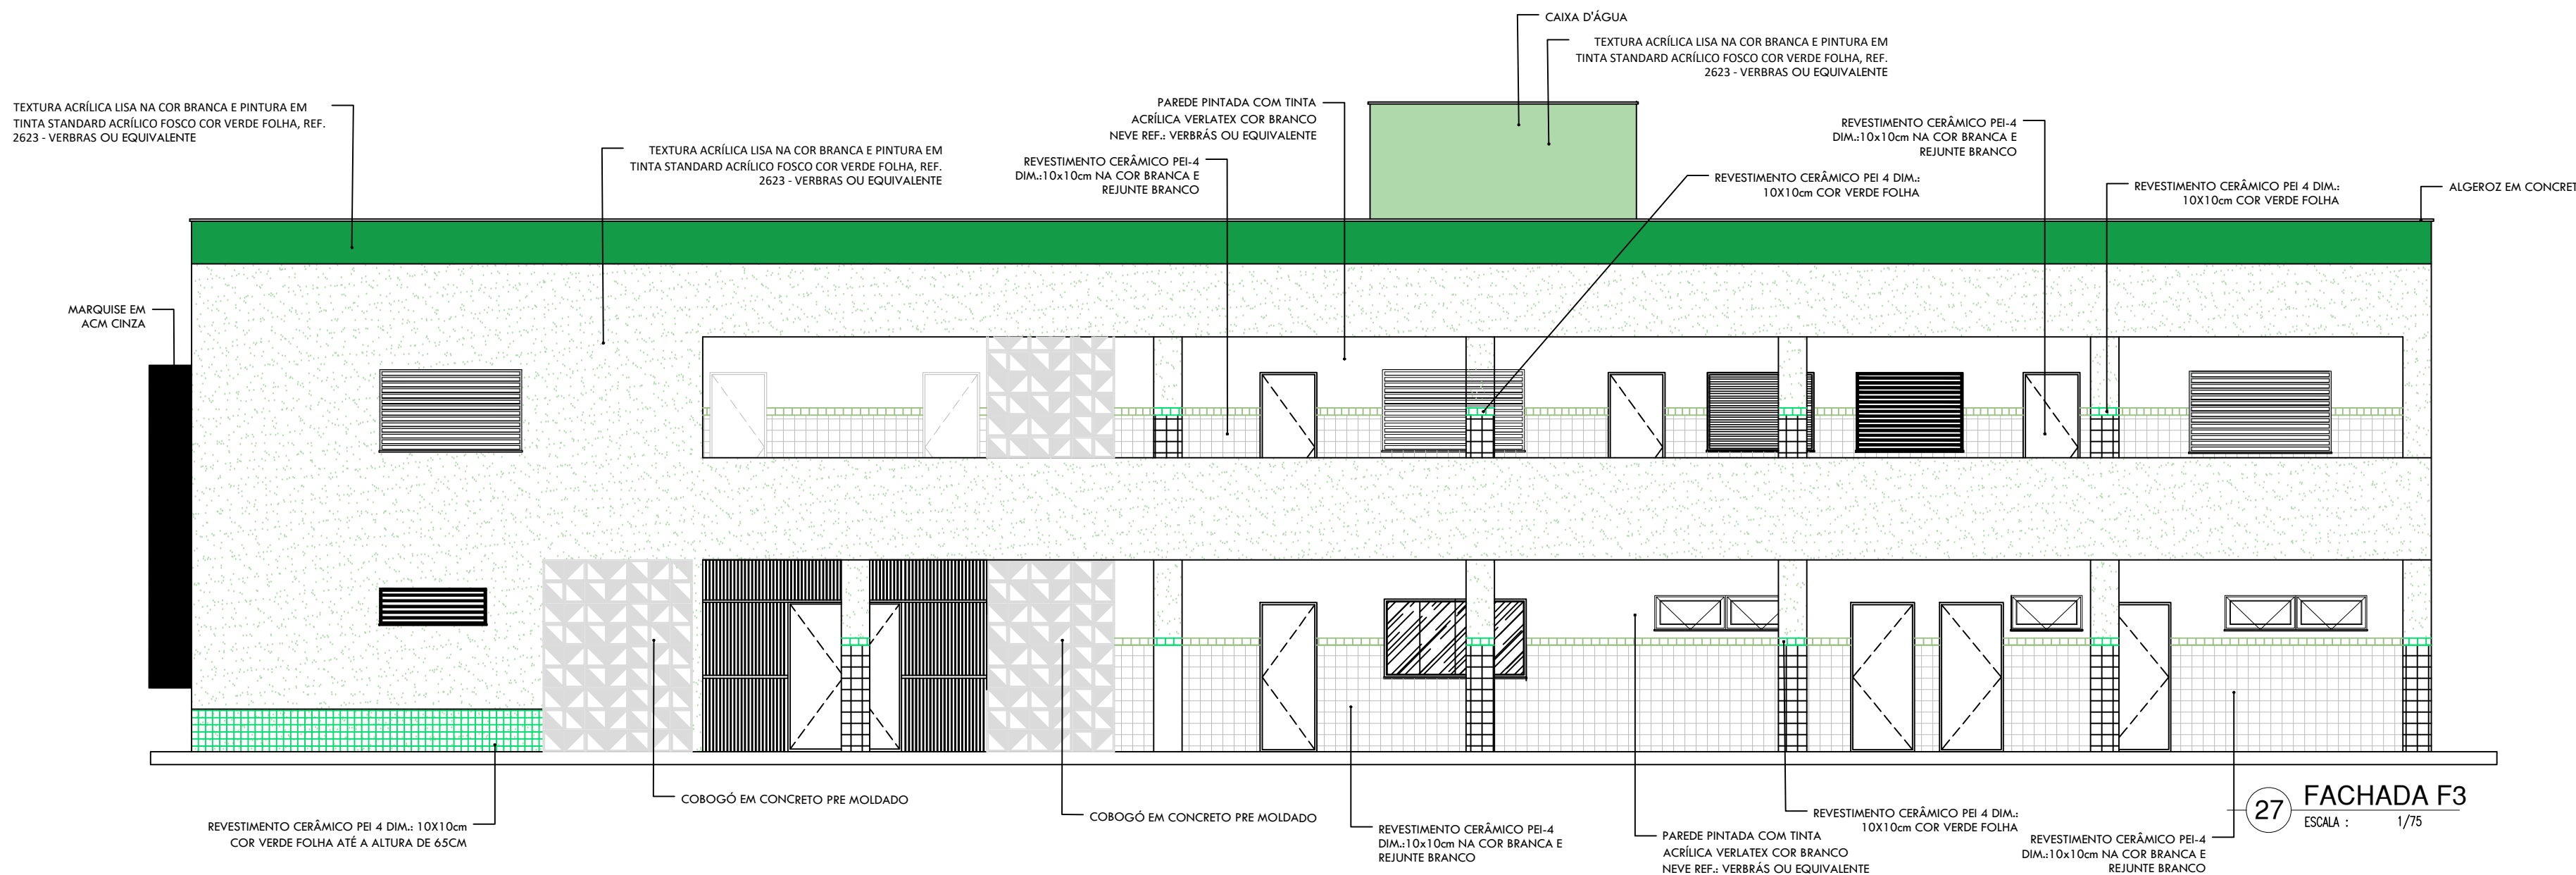 CAIXA D'ÁGUA
TEXTURA ACRÍLICA LISA NA COR BRANCA E PINTURA EM
TINTA STANDARD ACRÍLICO FOSCO COR VERDE FOLHA, REF.
2623 - VERBRAS OU EQUIVALENTE
TEXTURA ACRÍLICA LISA NA COR BRANCA E PINTURA EM
TINTA STANDARD ACRÍLICO FOSCO COR VERDE FOLHA, REF.
2623 - VERBRAS OU EQUIVALENTE
TEXTURA ACRÍLICA LISA NA COR BRANCA E PINTURA EM
TINTA STANDARD ACRÍLICO FOSCO COR VERDE FOLHA, REF.
2623 - VERBRAS OU EQUIVALENTE
PAREDE PINTADA COM TINTA
ACRÍLICA VERLATEX COR BRANCO
NEVE REF.: VERBRÁS OU EQUIVALENTE
REVESTIMENTO CERÂMICO PEI-4
DIM.:10x10cm NA COR BRANCA E
REJUNTE BRANCO
REVESTIMENTO CERÂMICO PEI-4
DIM.:10x10cm NA COR BRANCA E
REJUNTE BRANCO
REVESTIMENTO CERÂMICO PEI 4 DIM.:
10X10cm COR VERDE FOLHA
REVESTIMENTO CERÂMICO PEI 4 DIM.:
10X10cm COR VERDE FOLHA
ALGEROZ EM CONCRET
MARQUISE EM
ACM CINZA
REVESTIMENTO CERÂMICO PEI 4 DIM.: 10X10cm
COR VERDE FOLHA ATÉ A ALTURA DE 65CM
COBOGÓ EM CONCRETO PRE MOLDADO
COBOGÓ EM CONCRETO PRE MOLDADO
REVESTIMENTO CERÂMICO PEI-4
DIM.:10x10cm NA COR BRANCA E
REJUNTE BRANCO
PAREDE PINTADA COM TINTA
ACRÍLICA VERLATEX COR BRANCO
NEVE REF.: VERBRÁS OU EQUIVALENTE
REVESTIMENTO CERÂMICO PEI 4 DIM.:
10X10cm COR VERDE FOLHA
REVESTIMENTO CERÂMICO PEI-4
DIM.:10x10cm NA COR BRANCA E
REJUNTE BRANCO
27 FACHADA F3
ESCALA : 1/75